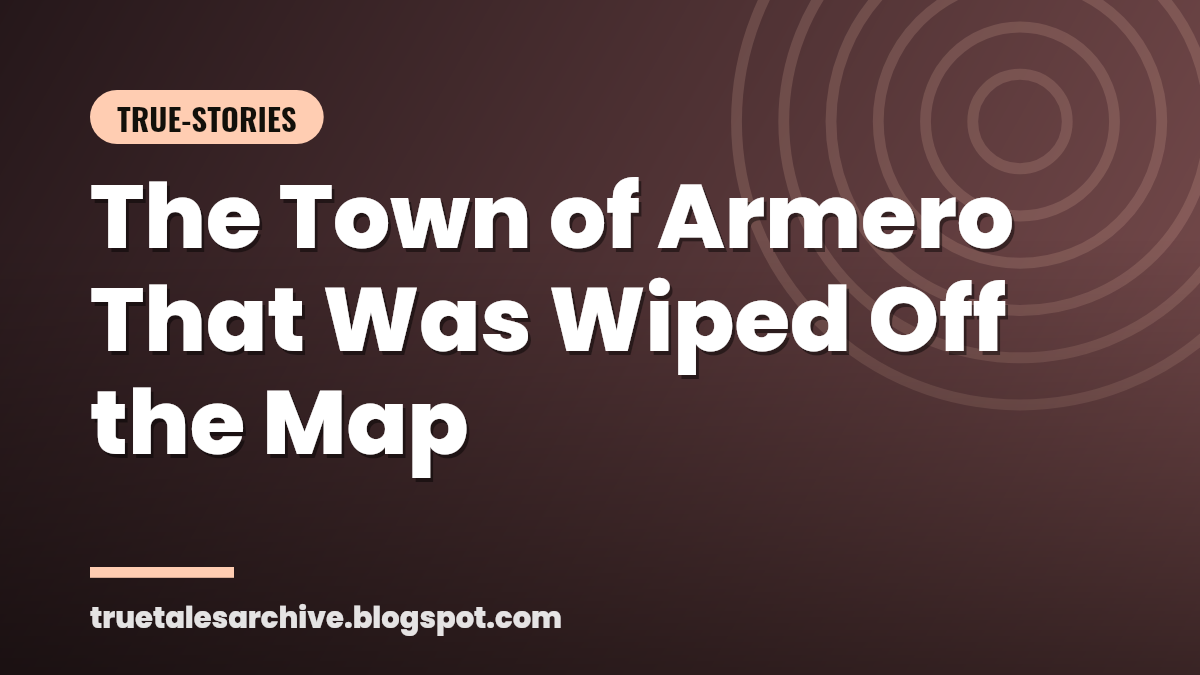 TRUE-STORIES
The Town of Armero
That Was Wiped Off
the Map
truetalesarchive.blogspot.com